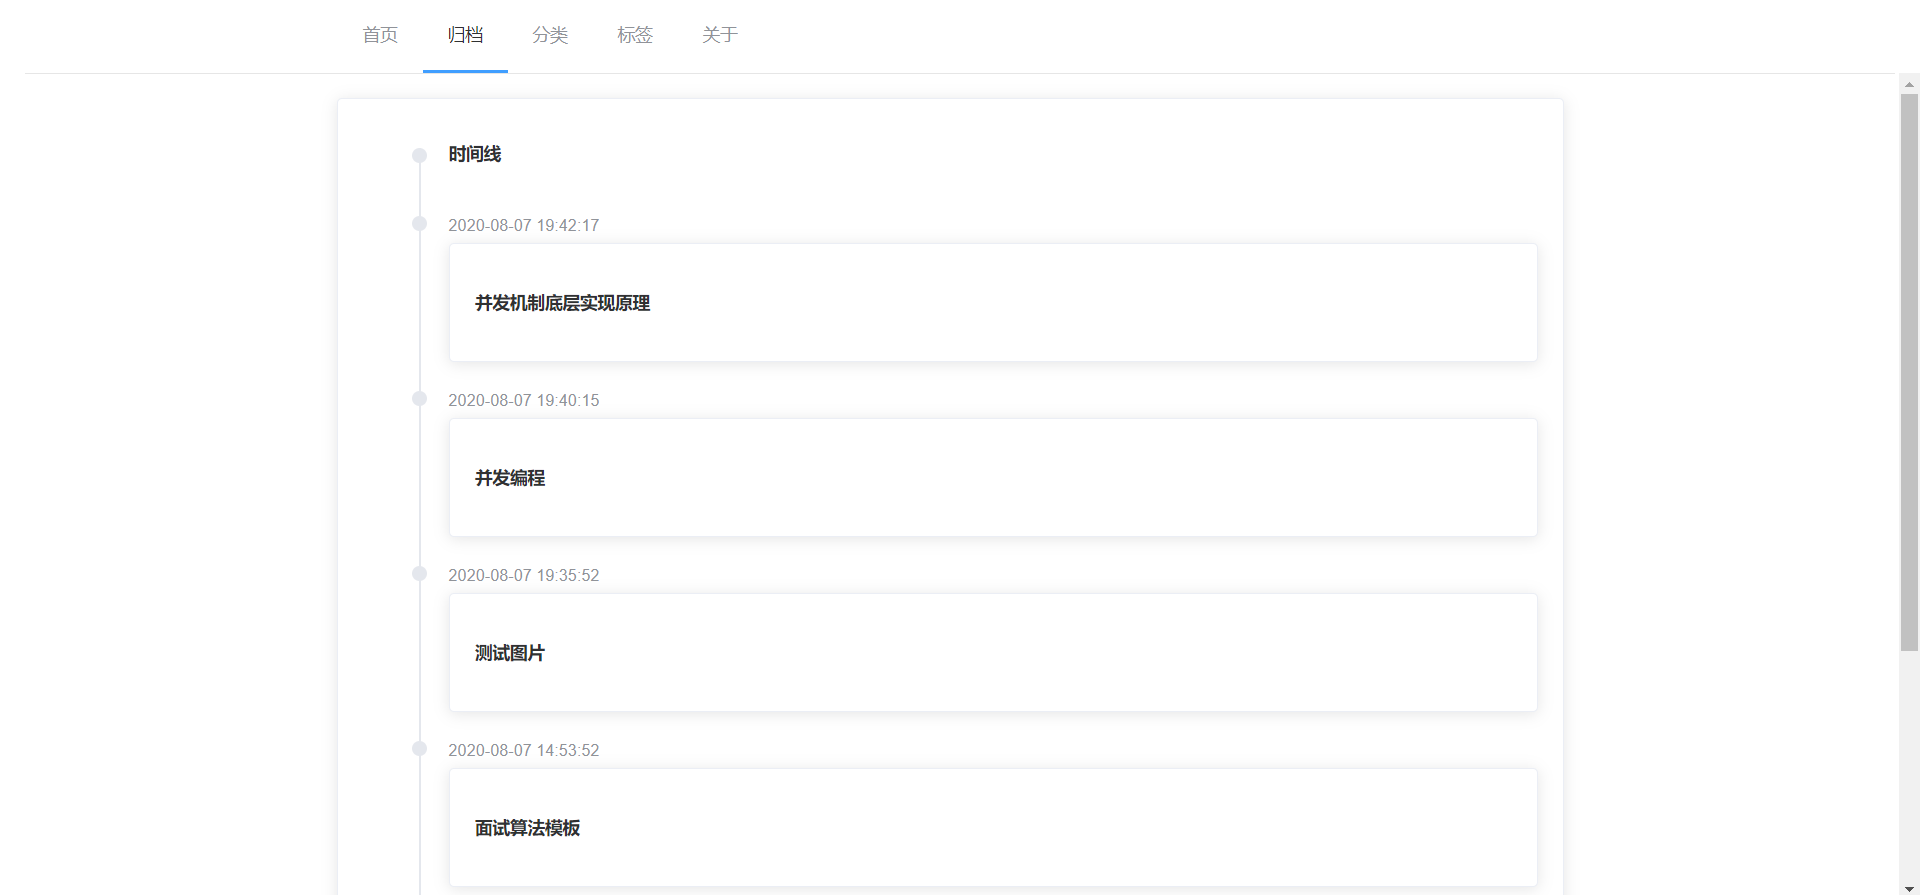 首页 归档 分类 标签 关于
时间线
2020-08-07 19:42:17
并发机制底层实现原理
2020-08-07 19:40:15
并发编程
2020-08-07 19:35:52
测试图片
2020-08-07 14:53:52
面试算法模板